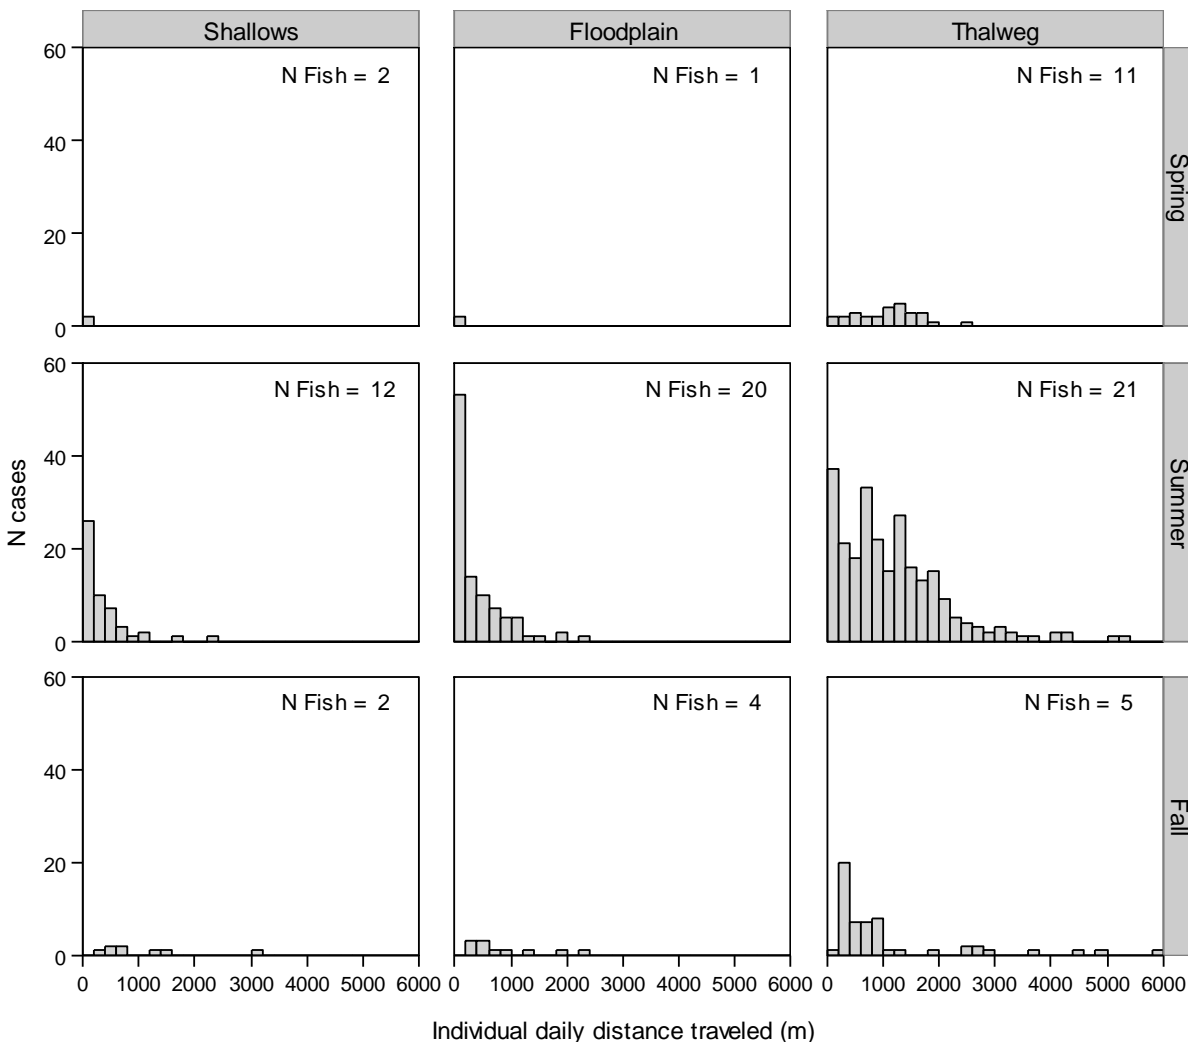 Shallows Floodplain Thalweg
60 N Fish = 2 N Fish = 1 N Fish = 11
40
20
0
Spring
60 N Fish = 12 N Fish = 20 N Fish = 21
40
20
0
Summer
N cases
60 N Fish = 2 N Fish = 4 N Fish = 5
40
20
0
Fall
0 1000 2000 3000 4000 5000 6000 0 1000 2000 3000 4000 5000 6000 0 1000 2000 3000 4000 5000 6000
Individual daily distance traveled (m)